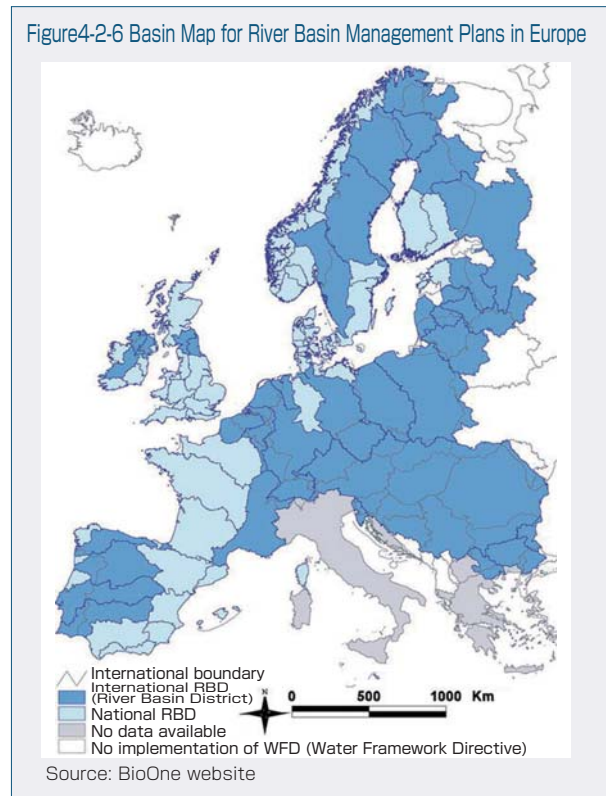 Figure4-2-6 Basin Map for River Basin Management Plans in Europe
International boundary
International RBD
(River Basin District)
National RBD
No data available
No implementation of WFD (Water Framework Directive)
N
0 500 1000 Km
Source: BioOne website